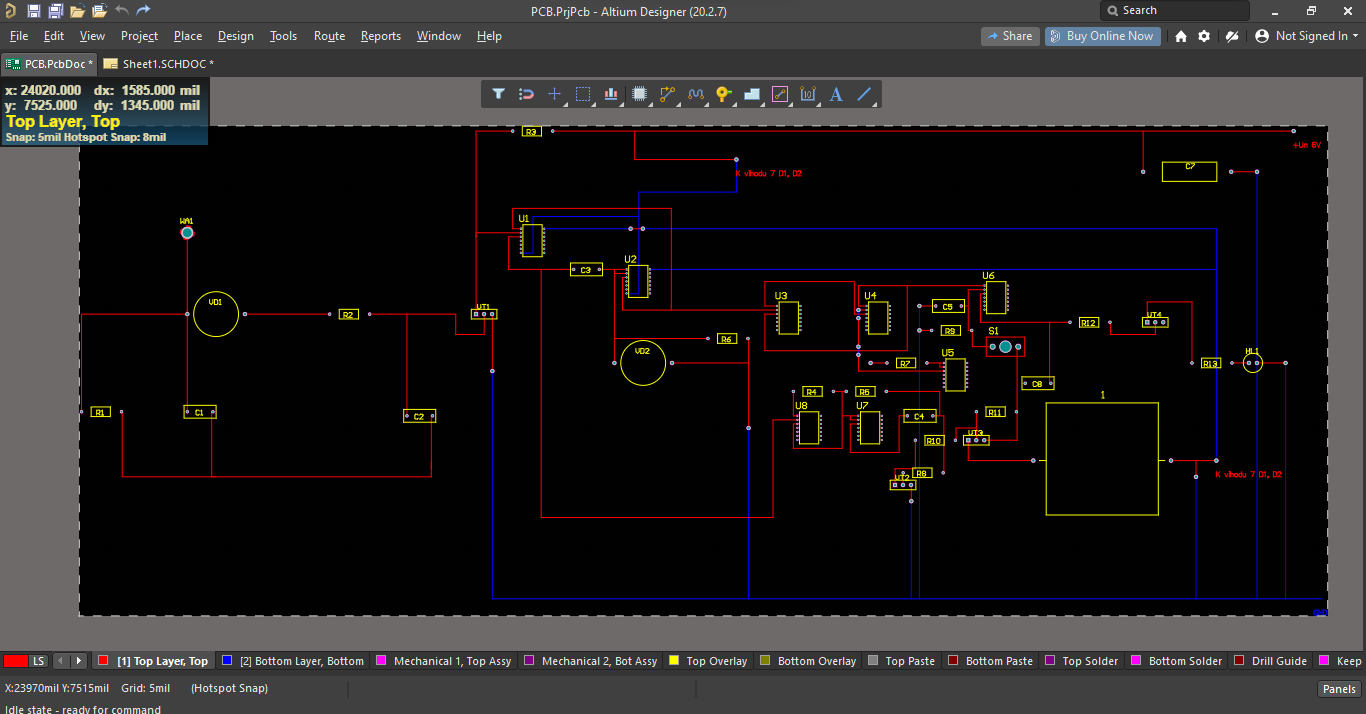 PCB.PrjPcb - Altium Designer (20.2.7)
Search
File Edit View Project Place Design Tools Route Reports Window Help
Share
Buy Online Now
Not Signed In
PCB.PcbDoc *
Sheet1.SCHDOC *
x: 24020.000 dx: 1585.000 mil
y: 7525.000 dy: 1345.000 mil
Top Layer, Top
Snap: 5mil Hotspot Snap: 8mil
R3
+Un 8V
K vihodu 7 D1, D2
C7
WA1
U1
U2
C3
U6
VD1
U3
U4
C5
R2
VT1
R12
VT4
R9
S1
R6
VD2
U5
R7
R13
HL1
C8
R4
R5
1
R1
C1
C2
U8
U7
C4
R11
R10
VT3
R8
VT2
K vihodu 7 D1, D2
LS
[1] Top Layer, Top
[2] Bottom Layer, Bottom
Mechanical 1, Top Assy
Mechanical 2, Bot Assy
Top Overlay
Bottom Overlay
Top Paste
Bottom Paste
Top Solder
Bottom Solder
Drill Guide
Keep
X:23970mil Y:7515mil Grid: 5mil (Hotspot Snap)
Panels
Idle state - ready for command